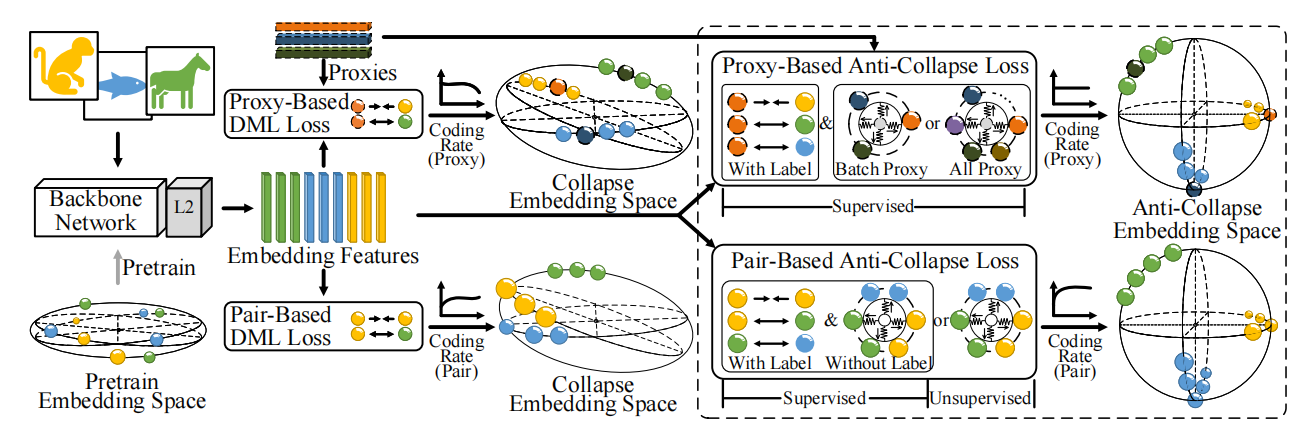 Proxies
Proxy-Based
DML Loss
Coding
Rate
(Proxy)
Collapse
Embedding Space
Backbone
Network
L2
Embedding Features
Pretrain
Pretrain
Embedding Space
Pair-Based
DML Loss
Coding
Rate
(Pair)
Collapse
Embedding Space
Proxy-Based Anti-Collapse Loss
&
or
With Label
Batch Proxy
All Proxy
Supervised
Coding
Rate
(Proxy)
Anti-Collapse
Embedding Space
Pair-Based Anti-Collapse Loss
&
or
With Label
Without Label
Supervised
Unsupervised
Coding
Rate
(Pair)